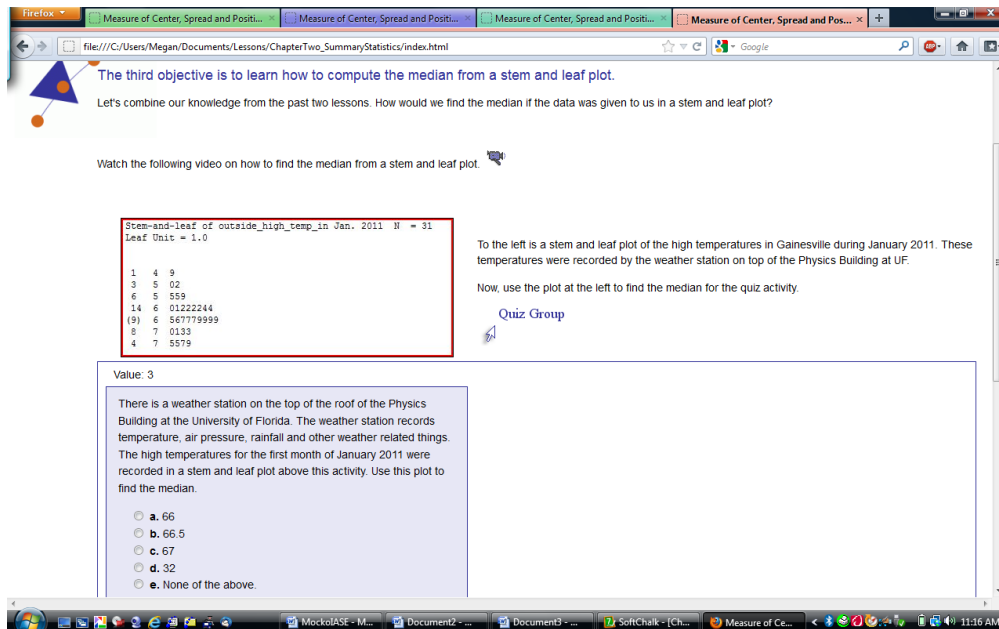 Firefox
Measure of Center, Spread and Positi... ×
Measure of Center, Spread and Positi... ×
Measure of Center, Spread and Positi... ×
Measure of Center, Spread and Pos... ×
file:///C:/Users/Megan/Documents/Lessons/ChapterTwo_SummaryStatistics/index.html
Google
ABP
The third objective is to learn how to compute the median from a stem and leaf plot.
Let's combine our knowledge from the past two lessons. How would we find the median if the data was given to us in a stem and leaf plot?
Watch the following video on how to find the median from a stem and leaf plot.
Stem-and-leaf of outside_high_temp_in Jan. 2011 N = 31
Leaf Unit = 1.0
1 4 9
3 5 02
6 5 559
14 6 01222244
(9) 6 567779999
8 7 0133
4 7 5579
To the left is a stem and leaf plot of the high temperatures in Gainesville during January 2011. These
temperatures were recorded by the weather station on top of the Physics Building at UF.
Now, use the plot at the left to find the median for the quiz activity.
Quiz Group
Value: 3
There is a weather station on the top of the roof of the Physics
Building at the University of Florida. The weather station records
temperature, air pressure, rainfall and other weather related things.
The high temperatures for the first month of January 2011 were
recorded in a stem and leaf plot above this activity. Use this plot to
find the median.
a. 66
b. 66.5
c. 67
d. 32
e. None of the above.
MockoIASE - M...
Document2 - ...
Document3 - ...
SoftChalk - [Ch...
Measure of Ce...
11:16 AM